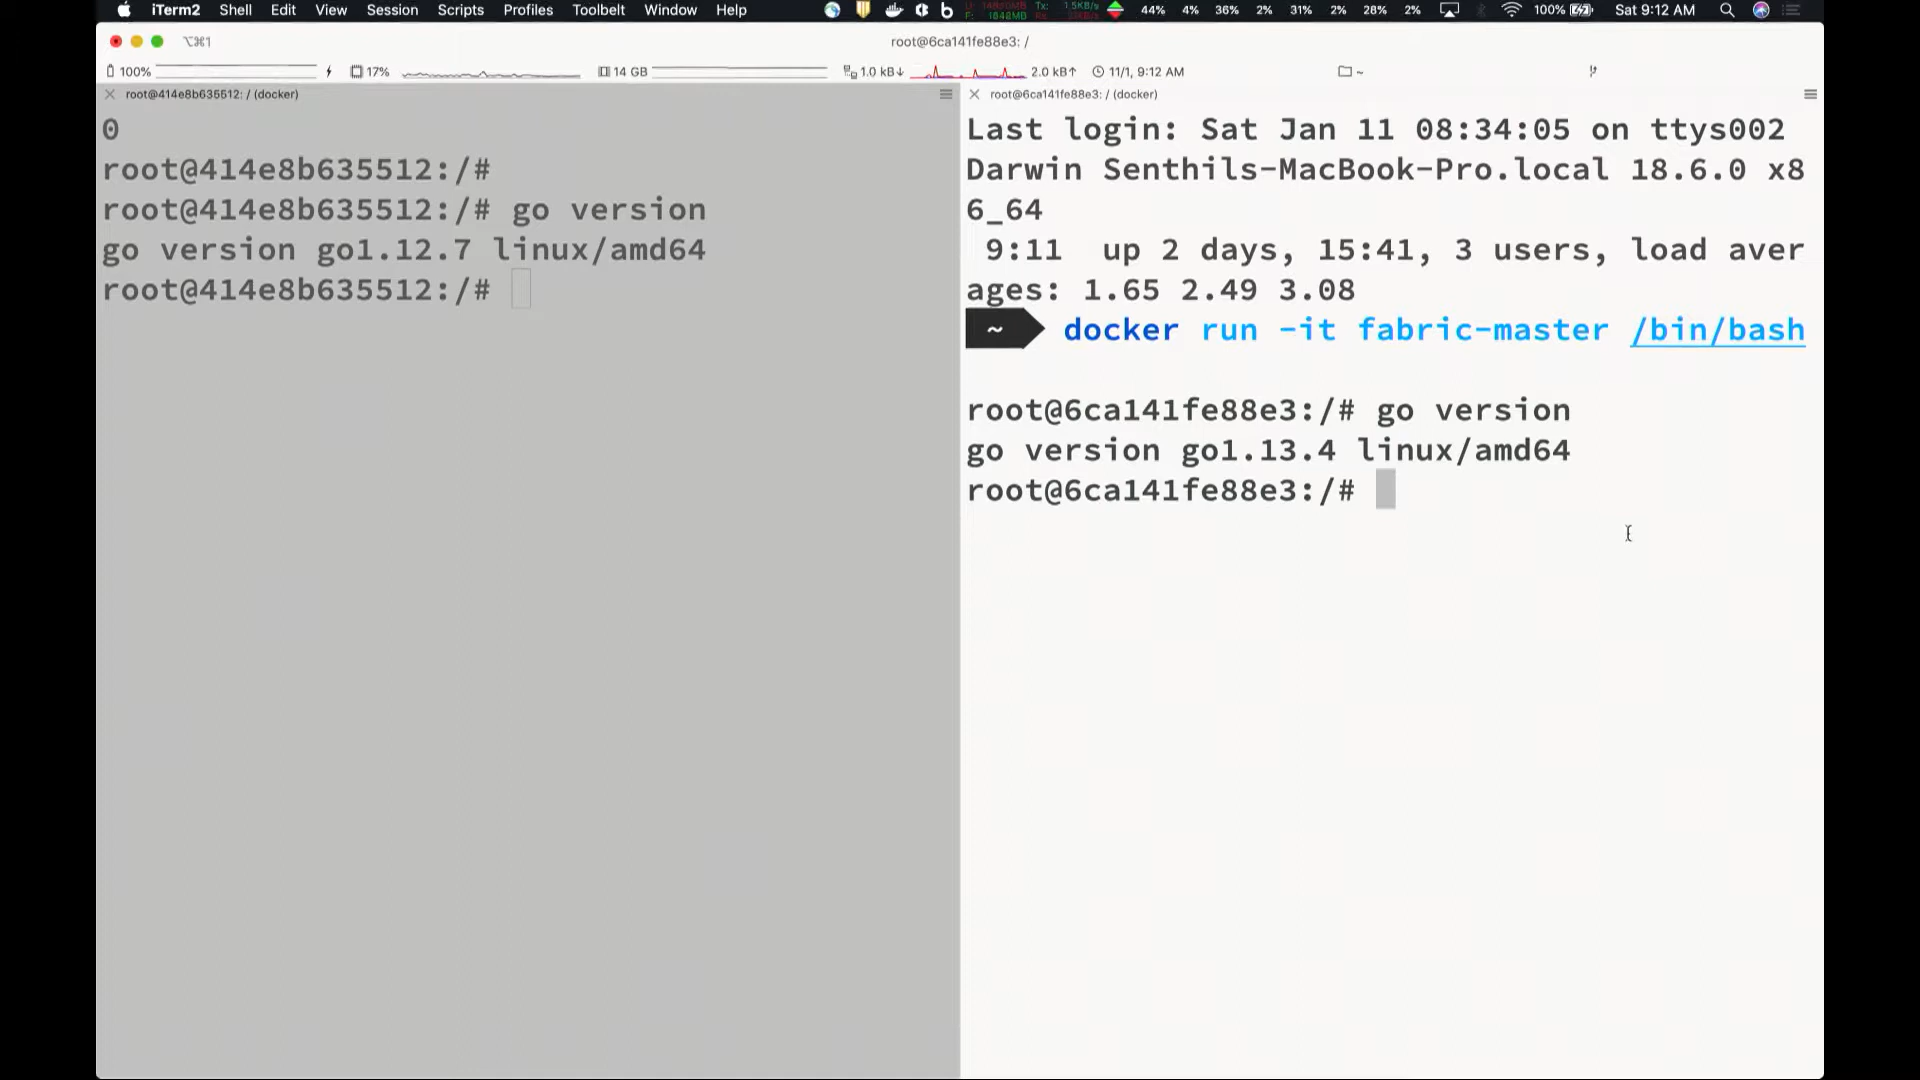 iTerm2 Shell Edit View Session Scripts Profiles Toolbelt Window Help 44% 4% 36% 2% 31% 2% 28% 2% 100% Sat 9:12 AM
⌥⌘1 root@6ca141fe88e3: /
100% 17% 14 GB 1.0 kB↓ 2.0 kB↑ 11/1, 9:12 AM ~
root@414e8b635512: / (docker)
0
root@414e8b635512:/#
root@414e8b635512:/# go version
go version go1.12.7 linux/amd64
root@414e8b635512:/#
root@6ca141fe88e3: / (docker)
Last login: Sat Jan 11 08:34:05 on ttys002
Darwin Senthils-MacBook-Pro.local 18.6.0 x8
6_64
9:11 up 2 days, 15:41, 3 users, load aver
ages: 1.65 2.49 3.08
~ docker run -it fabric-master /bin/bash
root@6ca141fe88e3:/# go version
go version go1.13.4 linux/amd64
root@6ca141fe88e3:/#